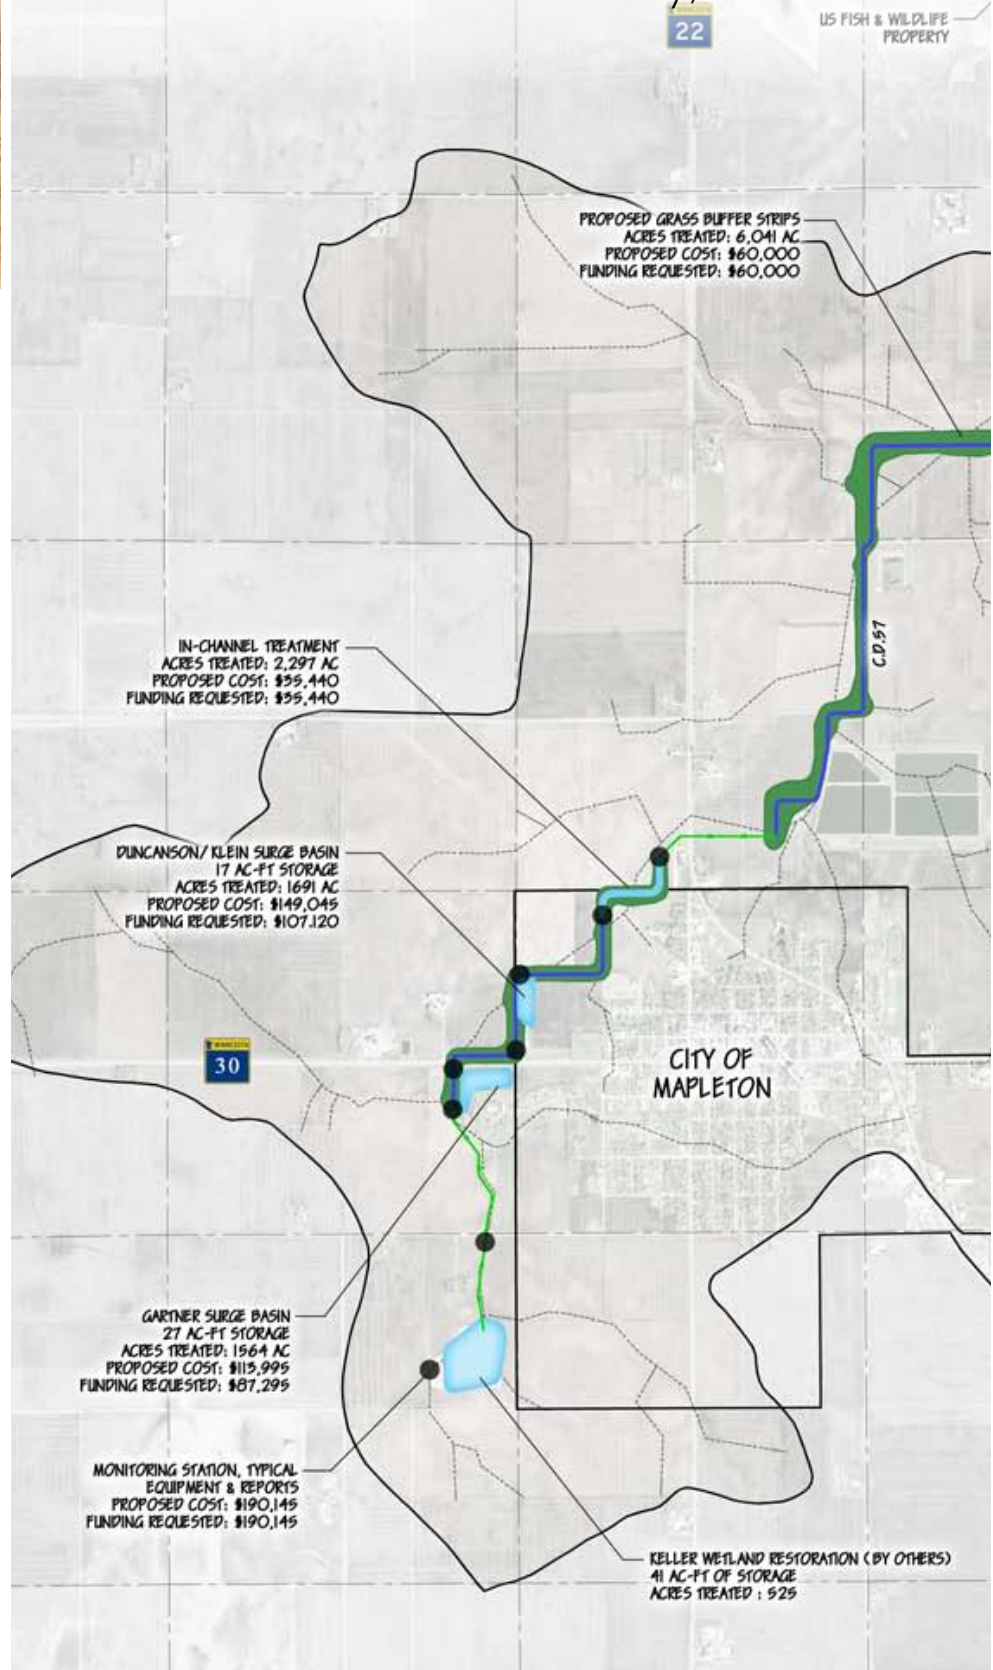 MINNESOTA
22
US FISH & WILDLIFE
PROPERTY
PROPOSED GRASS BUFFER STRIPS
ACRES TREATED: 6,041 AC
PROPOSED COST: $60,000
FUNDING REQUESTED: $60,000
C.D.57
IN-CHANNEL TREATMENT
ACRES TREATED: 2,297 AC
PROPOSED COST: $35,440
FUNDING REQUESTED: $35,440
DUNCANSON/ KLEIN SURGE BASIN
17 AC-FT STORAGE
ACRES TREATED: 1691 AC
PROPOSED COST: $149,045
FUNDING REQUESTED: $107,120
MINNESOTA
30
CITY OF
MAPLETON
GARTNER SURGE BASIN
27 AC-FT STORAGE
ACRES TREATED: 1564 AC
PROPOSED COST: $113,995
FUNDING REQUESTED: $87,295
MONITORING STATION, TYPICAL
EQUIPMENT & REPORTS
PROPOSED COST: $190,145
FUNDING REQUESTED: $190,145
KELLER WETLAND RESTORATION (BY OTHERS)
41 AC-FT OF STORAGE
ACRES TREATED : 525